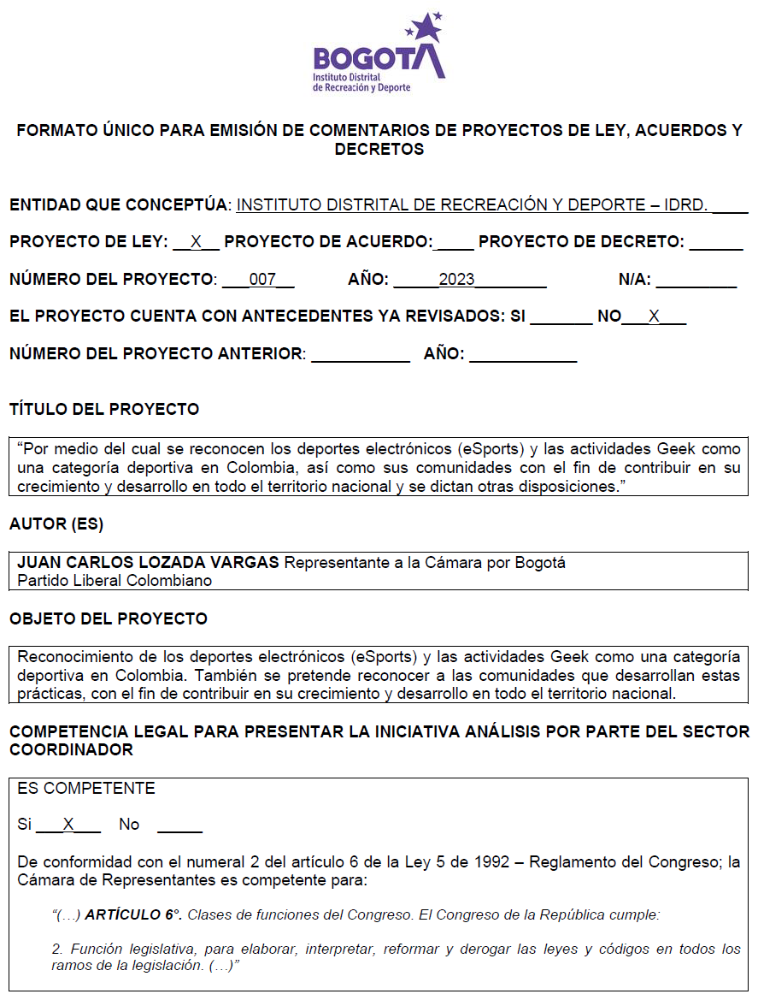 BOGOTÁ
Instituto Distrital
de Recreación y Deporte
FORMATO ÚNICO PARA EMISIÓN DE COMENTARIOS DE PROYECTOS DE LEY, ACUERDOS Y
DECRETOS
ENTIDAD QUE CONCEPTÚA: INSTITUTO DISTRITAL DE RECREACIÓN Y DEPORTE – IDRD. ____
PROYECTO DE LEY: __X__ PROYECTO DE ACUERDO: ____ PROYECTO DE DECRETO: ______
NÚMERO DEL PROYECTO: ___007__ AÑO: _____2023________ N/A: _________
EL PROYECTO CUENTA CON ANTECEDENTES YA REVISADOS: SI _______ NO___X___
NÚMERO DEL PROYECTO ANTERIOR: ___________ AÑO: ____________
TÍTULO DEL PROYECTO
“Por medio del cual se reconocen los deportes electrónicos (eSports) y las actividades Geek como
una categoría deportiva en Colombia, así como sus comunidades con el fin de contribuir en su
crecimiento y desarrollo en todo el territorio nacional y se dictan otras disposiciones.”
AUTOR (ES)
JUAN CARLOS LOZADA VARGAS Representante a la Cámara por Bogotá
Partido Liberal Colombiano
OBJETO DEL PROYECTO
Reconocimiento de los deportes electrónicos (eSports) y las actividades Geek como una categoría
deportiva en Colombia. También se pretende reconocer a las comunidades que desarrollan estas
prácticas, con el fin de contribuir en su crecimiento y desarrollo en todo el territorio nacional.
COMPETENCIA LEGAL PARA PRESENTAR LA INICIATIVA ANÁLISIS POR PARTE DEL SECTOR
COORDINADOR
ES COMPETENTE
Si ___X___ No _____
De conformidad con el numeral 2 del artículo 6 de la Ley 5 de 1992 – Reglamento del Congreso; la
Cámara de Representantes es competente para:
“(…) ARTÍCULO 6°. Clases de funciones del Congreso. El Congreso de la República cumple:
2. Función legislativa, para elaborar, interpretar, reformar y derogar las leyes y códigos en todos los
ramos de la legislación. (…)”